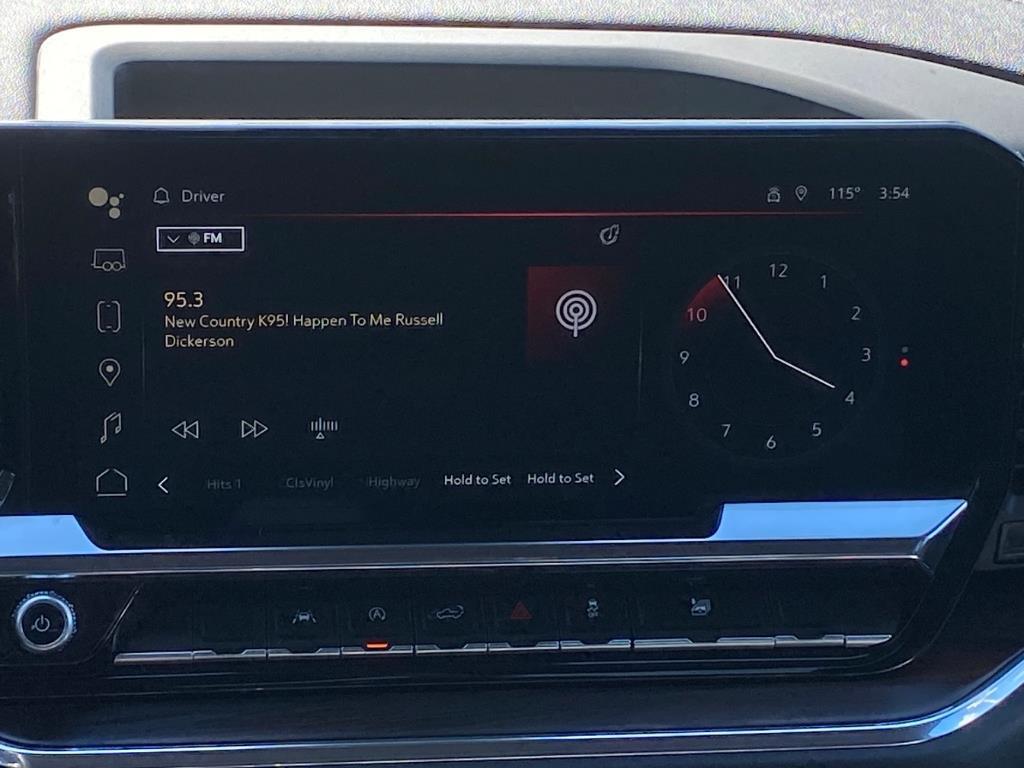 Driver
115° 3:54
FM
95.3
New Country K95! Happen To Me Russell
Dickerson
12
1
2
3
4
5
6
7
8
9
10
11
Hits 1 ClsVinyl Highway Hold to Set Hold to Set
A